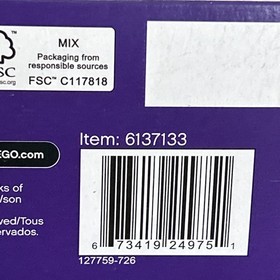 MIX
Packaging from
responsible sources
FSC™ C117818
SC
sc.org
Item: 6137133
EGO.com
ks of
/son
ved/Tous
ervados.
6 73419 24975 1
127759-726